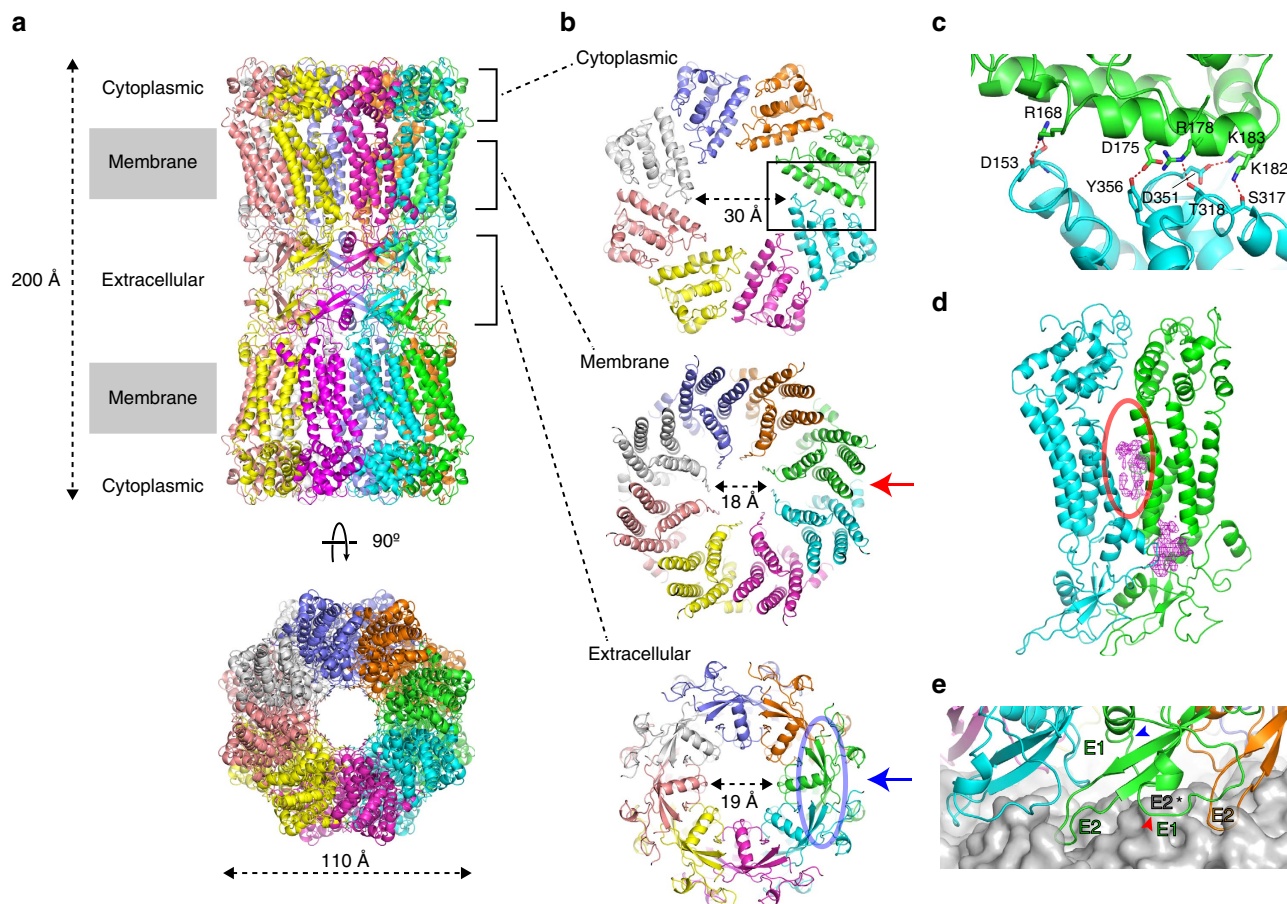 a
Cytoplasmic
Membrane
200 Å
Extracellular
Membrane
Cytoplasmic
90º
110 Å
b
Cytoplasmic
30 Å
Membrane
18 Å
Extracellular
19 Å
c
R168
R178
K183
D175
D153
K182
Y356
D351
T318
S317
d
e
E1
E2*
E2
E1
E2